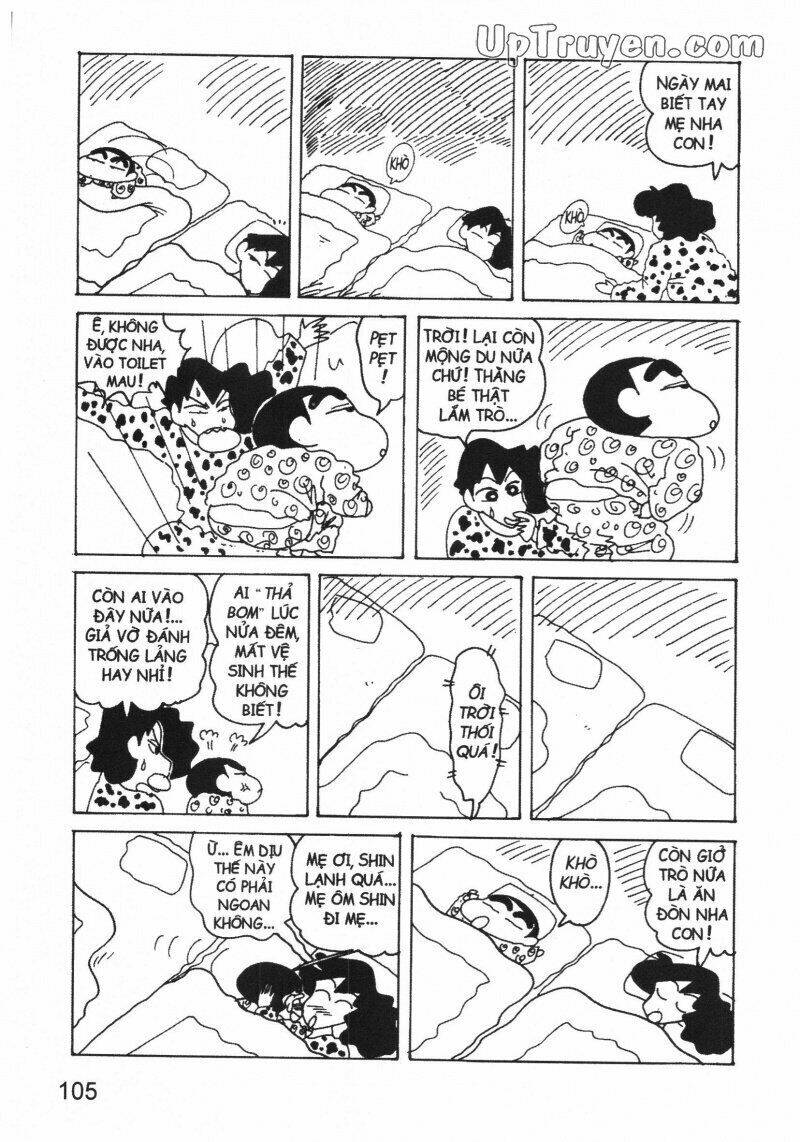 UpTruyen.com
NGÀY MAI
BIẾT TAY
MẸ NHA
CON!
KHÒ
KHÒ
TRỜI! LẠI CÒN
MỘNG DU NỮA
CHỨ! THẰNG
BÉ THẬT
LẮM TRÒ...
PẸT
PẸT
!
Ê, KHÔNG
ĐƯỢC NHA,
VÀO TOILET
MAU!
ÔI
TRỜI
THỐI
QUÁ!
AI "THẢ
BOM" LÚC
NỬA ĐÊM,
MẤT VỆ
SINH THẾ
KHÔNG
BIẾT!
CÒN AI VÀO
ĐÂY NỮA!...
GIẢ VỜ ĐÁNH
TRỐNG LẢNG
HAY NHỈ!
CÒN GIỞ
TRÒ NỮA
LÀ ĂN
ĐÒN NHA
CON!
KHÒ
KHÒ...
MẸ ƠI, SHIN
LẠNH QUÁ...
MẸ ÔM SHIN
ĐI MẸ...
Ừ... ÊM DỊU
THẾ NÀY
CÓ PHẢI
NGOAN
KHÔNG...
105